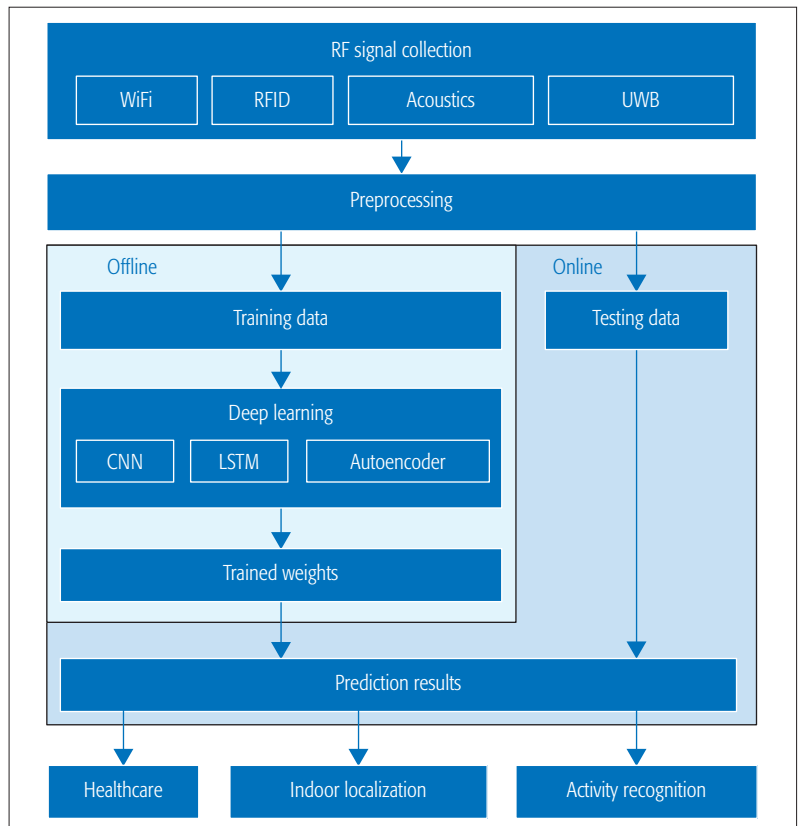 RF signal collection
WiFi RFID Acoustics UWB
Preprocessing
Offline Online
Training data Testing data
Deep learning
CNN LSTM Autoencoder
Trained weights
Prediction results
Healthcare Indoor localization Activity recognition